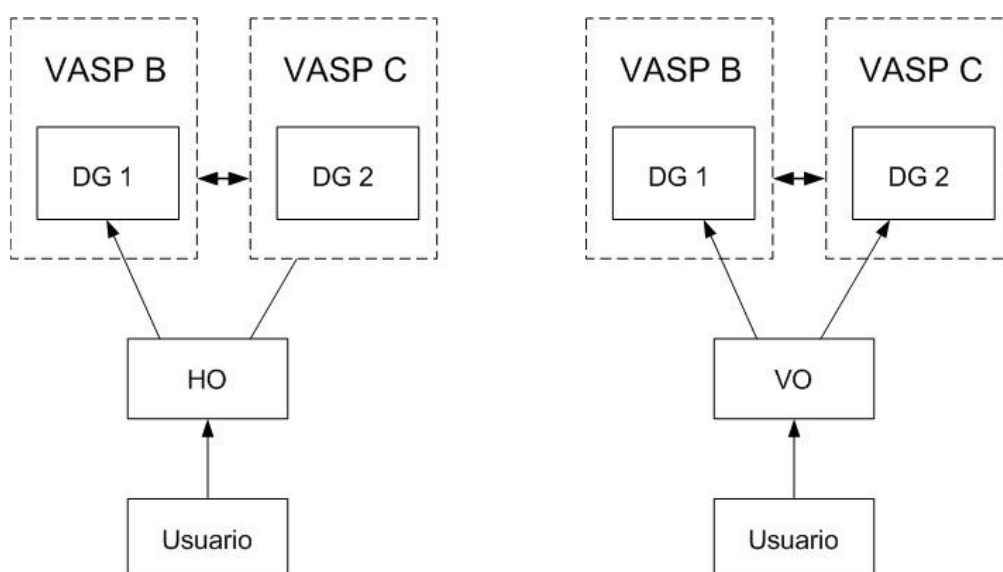 VASP B
VASP C
DG 1
DG 2
HO
Usuario
VASP B
VASP C
DG 1
DG 2
VO
Usuario